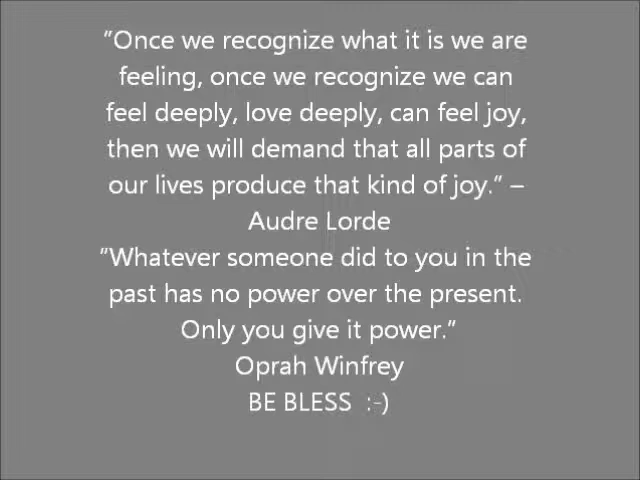 ”Once we recognize what it is we are
feeling, once we recognize we can
feel deeply, love deeply, can feel joy,
then we will demand that all parts of
our lives produce that kind of joy.” –
Audre Lorde
”Whatever someone did to you in the
past has no power over the present.
Only you give it power.”
Oprah Winfrey
BE BLESS :-)